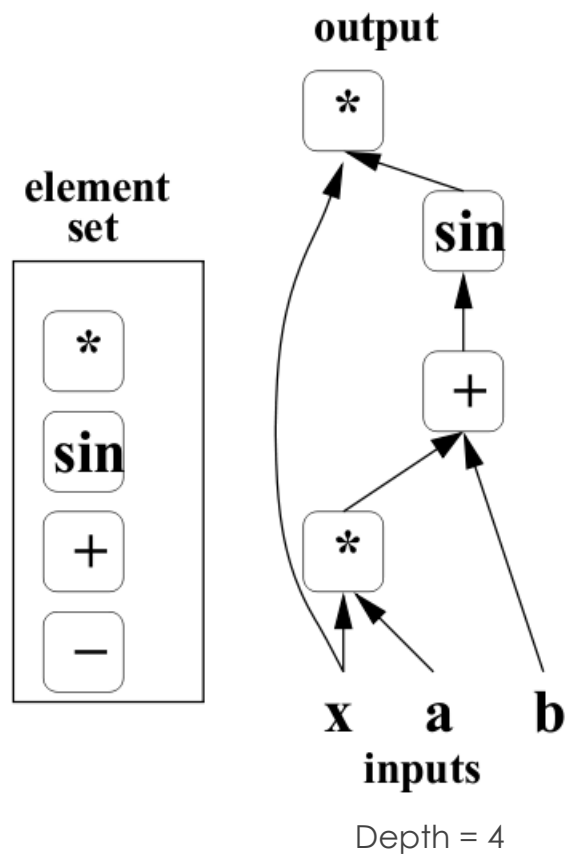 output
*
element
set
sin
*
sin
+
+
*
−
x a b
inputs
Depth = 4